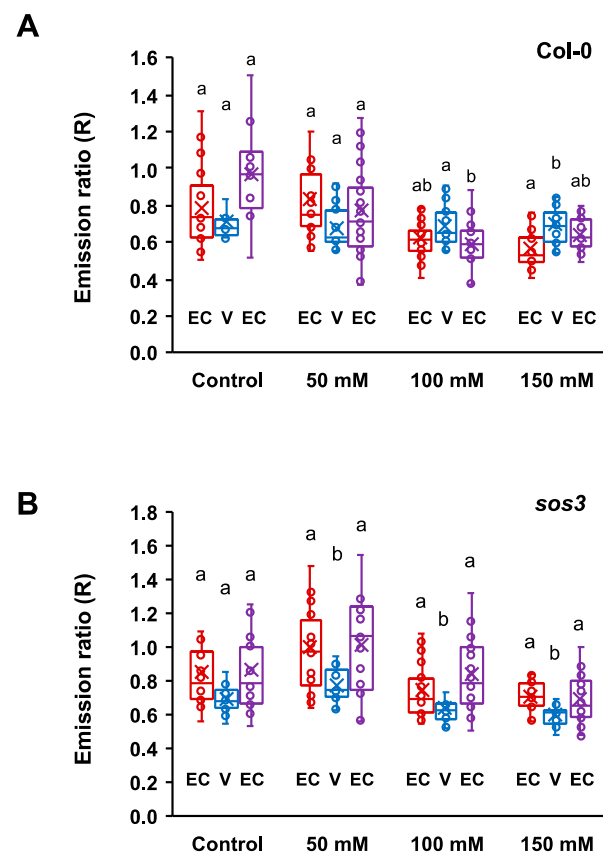 A
Col-0
Emission ratio (R)
1.6
1.4
1.2
1.0
0.8
0.6
0.4
0.2
0.0
a a a a a a ab a b a b ab
EC V EC EC V EC EC V EC EC V EC
Control 50 mM 100 mM 150 mM
B
sos3
Emission ratio (R)
1.8
1.6
1.4
1.2
1.0
0.8
0.6
0.4
0.2
0.0
a a a a b a a b a a b a
EC V EC EC V EC EC V EC EC V EC
Control 50 mM 100 mM 150 mM